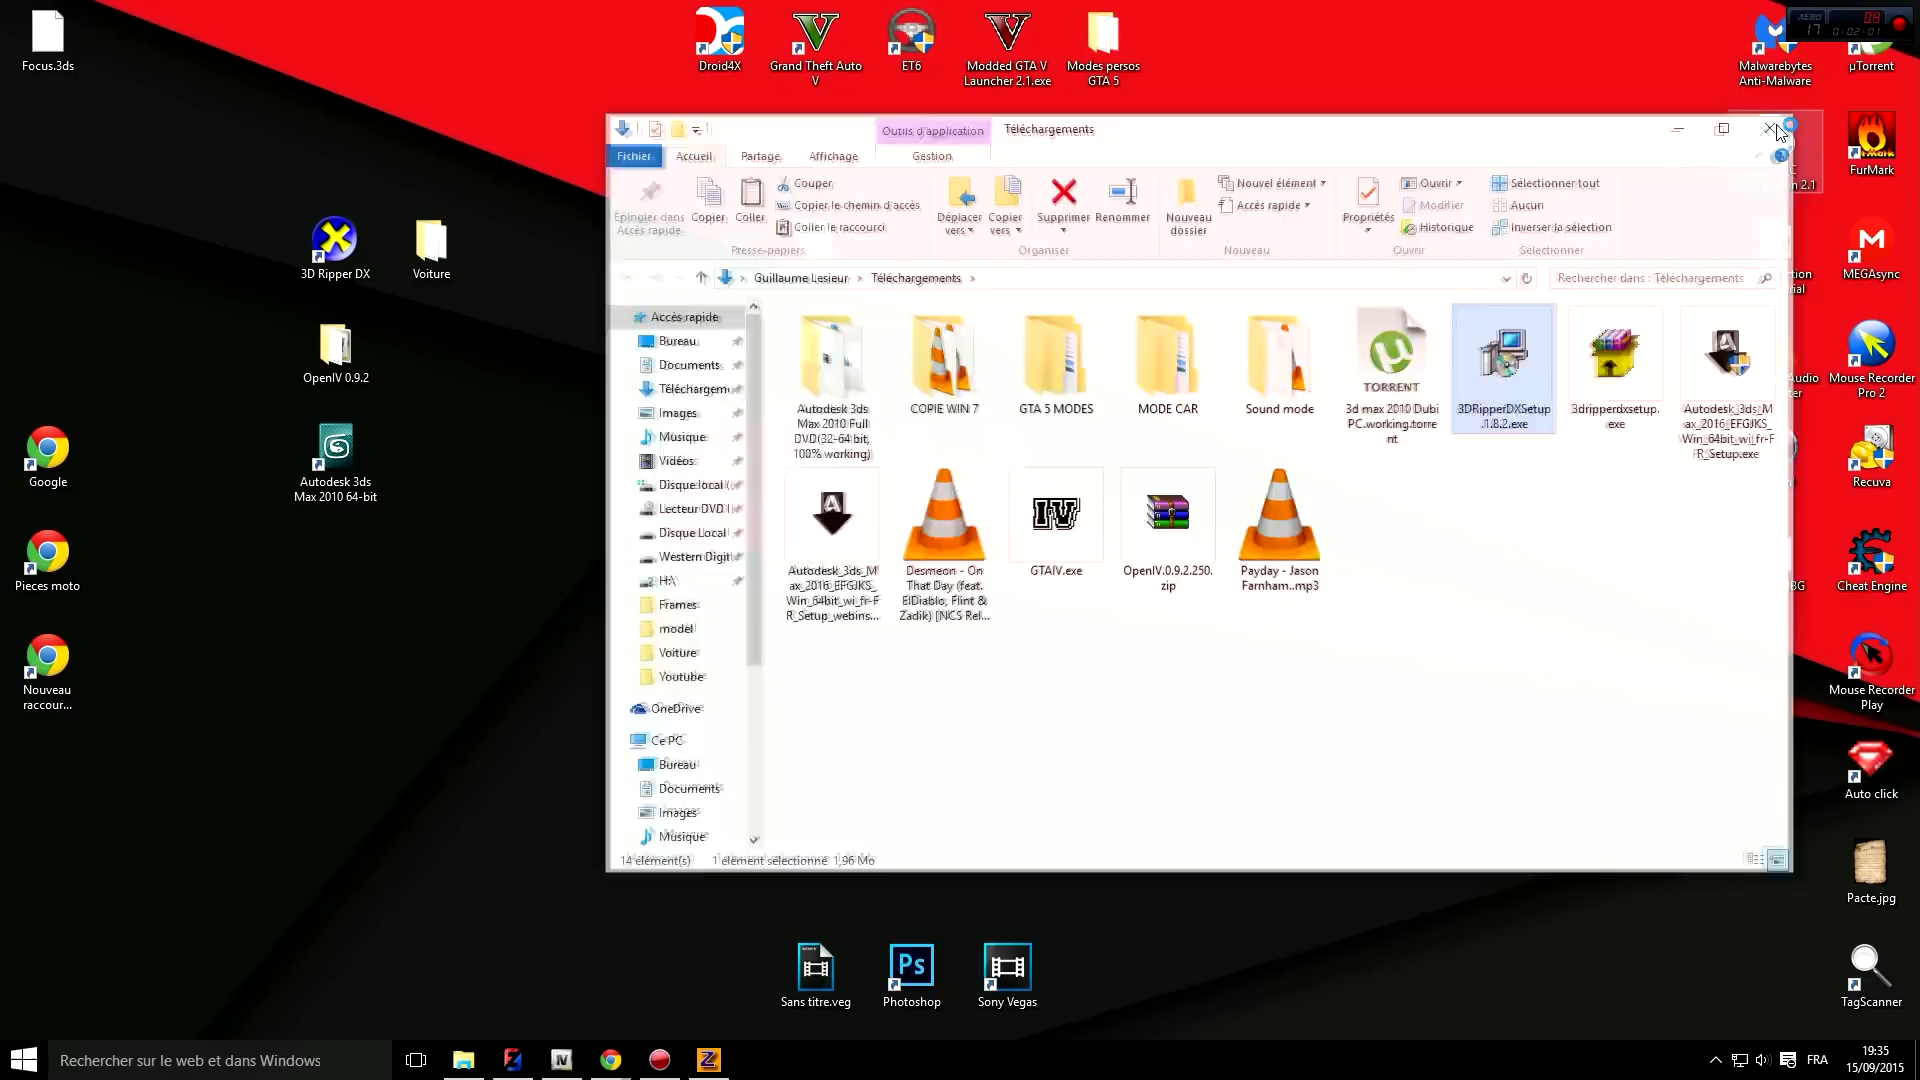 Focus.3ds
Droid4X
Grand Theft Auto
V
ET6
Modded GTA V
Launcher 2.1.exe
Modes persos
GTA 5
Malwarebytes
Anti-Malware
µTorrent
AERO
17
0:02:01
Outils d'application
Téléchargements
Fichier
Accueil
Partage
Affichage
Gestion
Épingler dans
Accès rapide
Copier
Coller
Couper
Copier le chemin d'accès
Coller le raccourci
Presse-papiers
Déplacer
vers
Copier
vers
Supprimer
Renommer
Organiser
Nouveau
dossier
Nouvel élément
Accès rapide
Nouveau
Propriétés
Ouvrir
Modifier
Historique
Ouvrir
Sélectionner tout
Aucun
Inverser la sélection
Sélectionner
Guillaume Lesieur
Téléchargements
Rechercher dans : Téléchargements
Accès rapide
Bureau
Documents
Téléchargem
Images
Musique
Vidéos
Disque local (
Lecteur DVD
Disque Local
Western Digit
H:\
Frames
model
Voiture
Youtube
OneDrive
Ce PC
Bureau
Documents
Images
Musique
Autodesk 3ds
Max 2010 Full
DVD(32-64 bit,
100% working)
COPIE WIN 7
GTA 5 MODES
MODE CAR
Sound mode
TORRENT
3d max 2010 Dubi
PC.working.torre
nt
3DRipperDXSetup
.1.8.2.exe
3dripperdxsetup.
exe
Autodesk_3ds_M
ax_2016_EFGJKS_
Win_64bit_wi_fr-F
R_Setup.exe
Autodesk_3ds_M
ax_2016_EFGJKS_
Win_64bit_wi_fr-F
R_Setup_webins...
Desmeon - On
That Day (feat.
ElDiablo, Flint &
Zadik) [NCS Rel...
IV
GTAIV.exe
OpenIV.0.9.2.250.
zip
Payday - Jason
Farnham..mp3
14 élément(s)
1 élément sélectionné 1,96 Mo
3D Ripper DX
Voiture
OpenIV 0.9.2
Autodesk 3ds
Max 2010 64-bit
Google
Pieces moto
Nouveau
raccour...
n 2.1
FurMark
MEGAsync
Mouse Recorder
Pro 2
Recuva
Cheat Engine
Mouse Recorder
Play
Auto click
Pacte.jpg
TagScanner
SONY
Sans titre.veg
Ps
Photoshop
Sony Vegas
Rechercher sur le web et dans Windows
IV
Z
FRA
19:35
15/09/2015